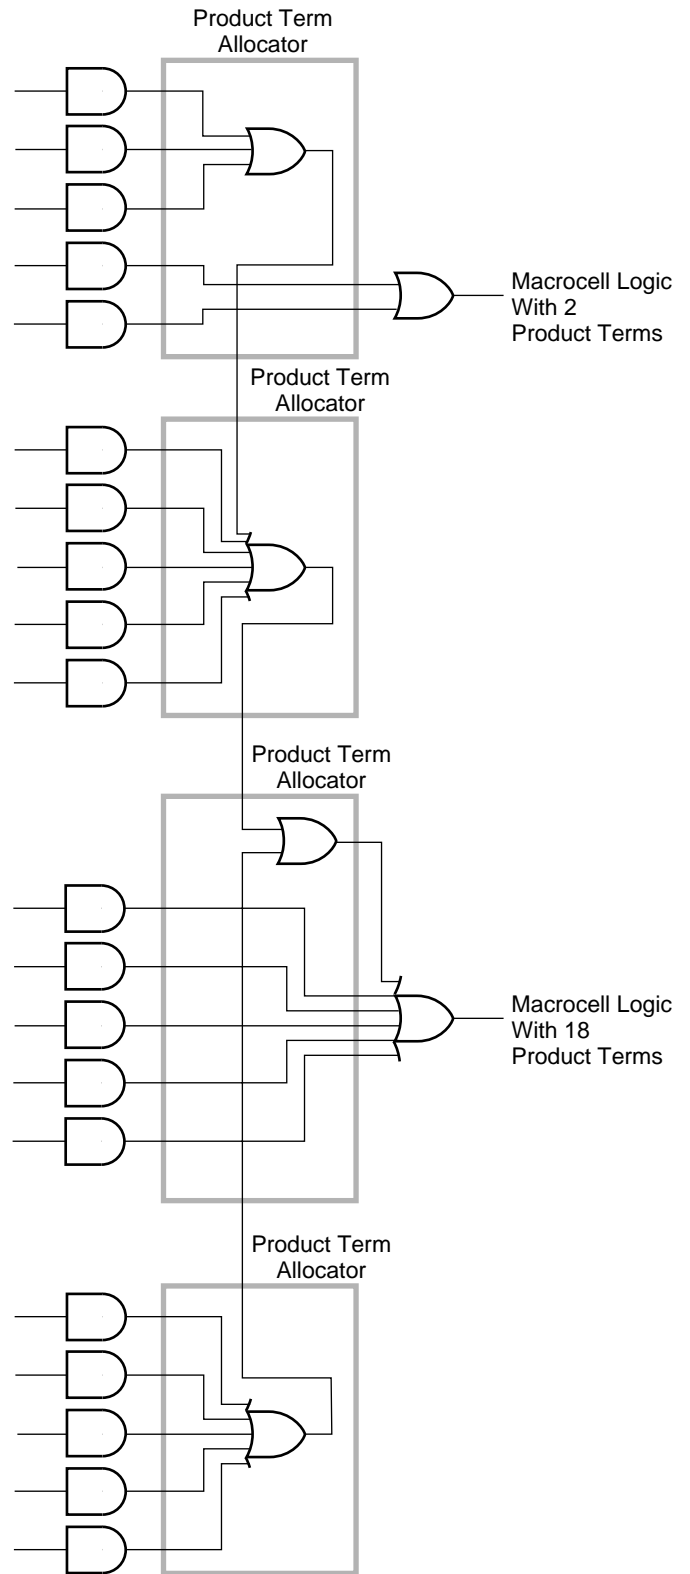 Product Term
Allocator
Macrocell Logic
With 2
Product Terms
Product Term
Allocator
Product Term
Allocator
Macrocell Logic
With 18
Product Terms
Product Term
Allocator